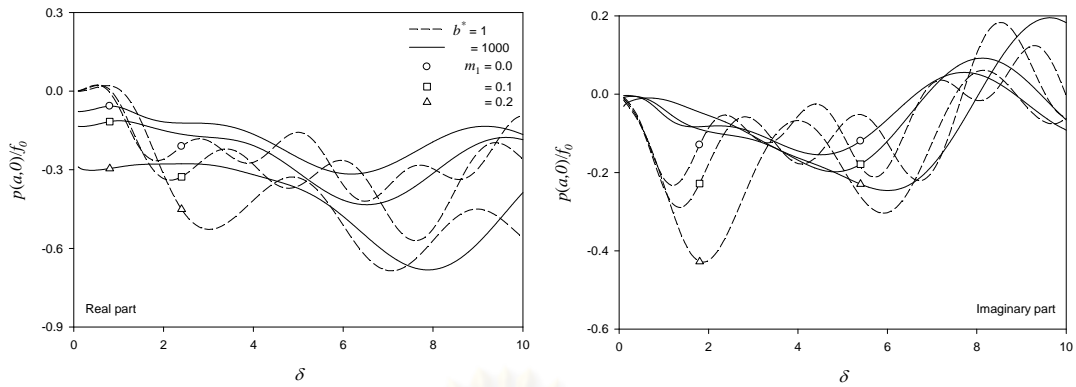 0.3
0.0
-0.3
-0.6
-0.9
p(a,0)/f₀
b* = 1
= 1000
m₁ = 0.0
= 0.1
= 0.2
Real part
0 2 4 6 8 10
δ
0.2
0.0
-0.2
-0.4
-0.6
p(a,0)/f₀
Imaginary part
0 2 4 6 8 10
δ